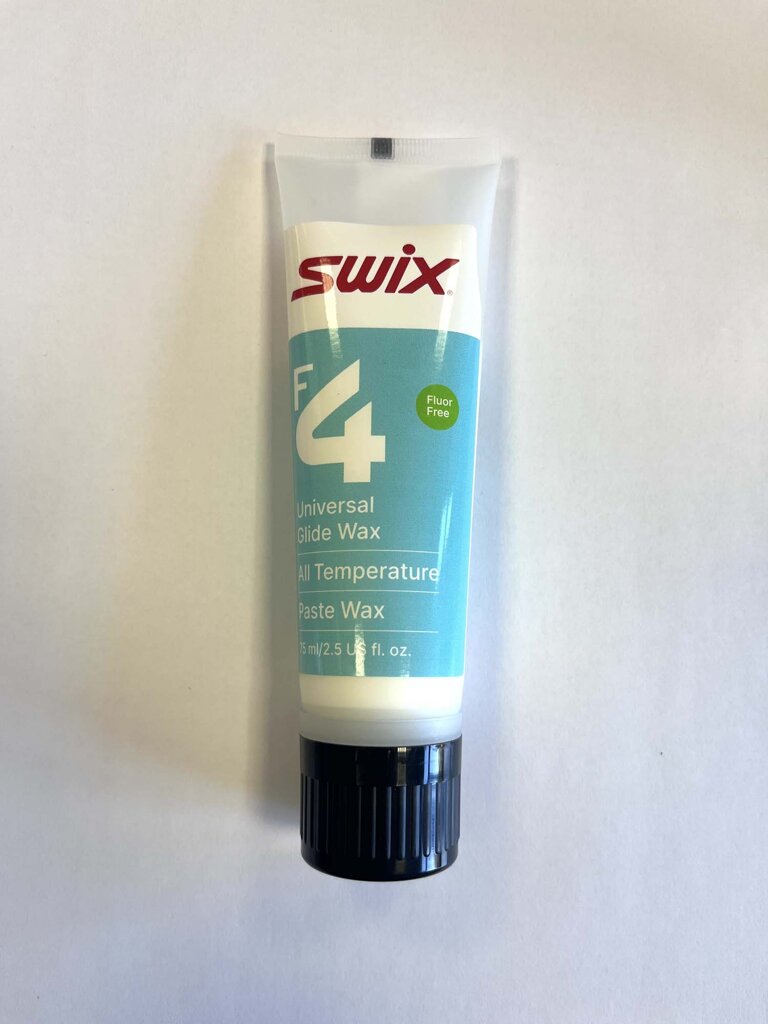 SWIX®
F4
Fluor
Free
Universal
Glide Wax
All Temperature
Paste Wax
75 ml/2.5 US fl. oz.